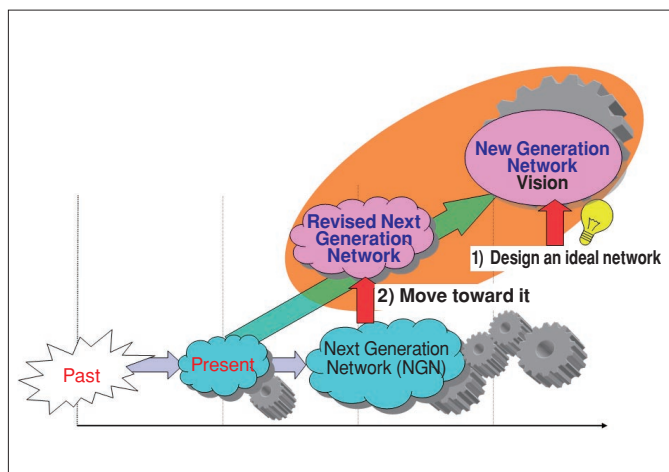 New Generation
Network
Vision
Revised Next
Generation
Network
1) Design an ideal network
2) Move toward it
Past
Present
Next Generation
Network (NGN)